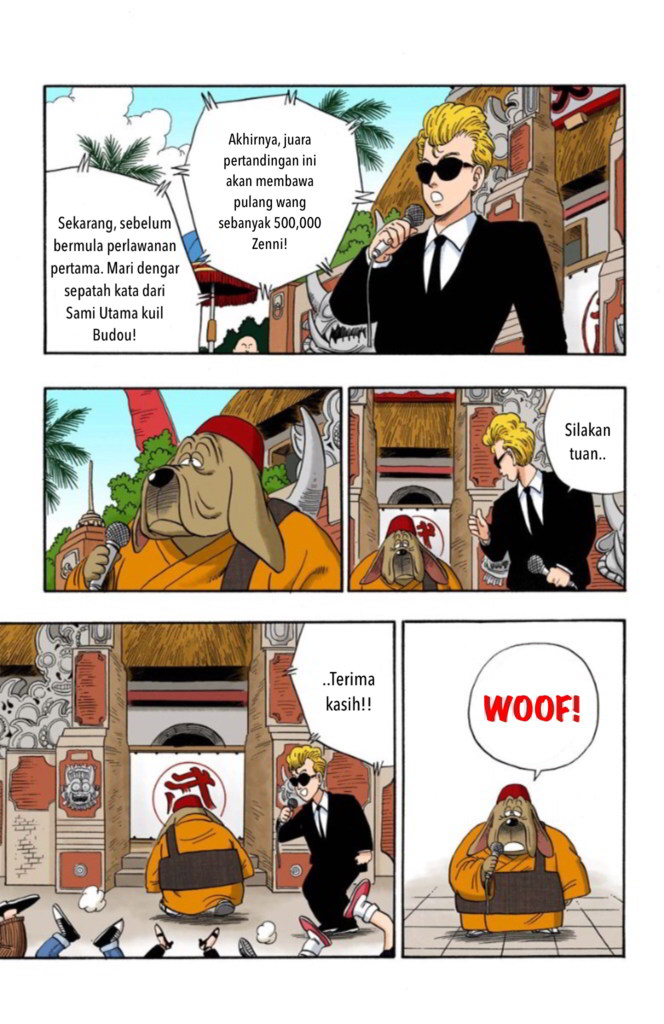 Akhirnya, juara
pertandingan ini
akan membawa
pulang wang
sebanyak 500,000
Zenni!
Sekarang, sebelum
bermula perlawanan
pertama. Mari dengar
sepatah kata dari
Sami Utama kuil
Budou!
Silakan
tuan..
WOOF!
..Terima
kasih!!
武